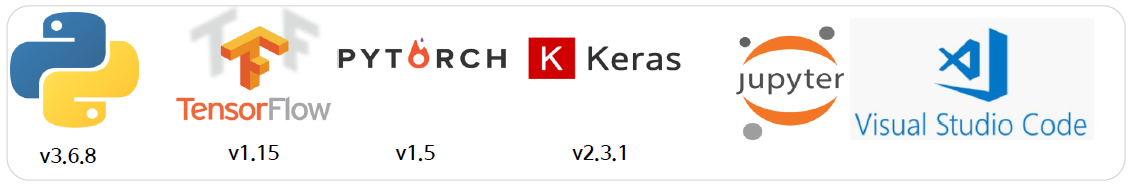 TensorFlow
PYTORCH
K Keras
jupyter
Visual Studio Code
v3.6.8
v1.15
v1.5
v2.3.1